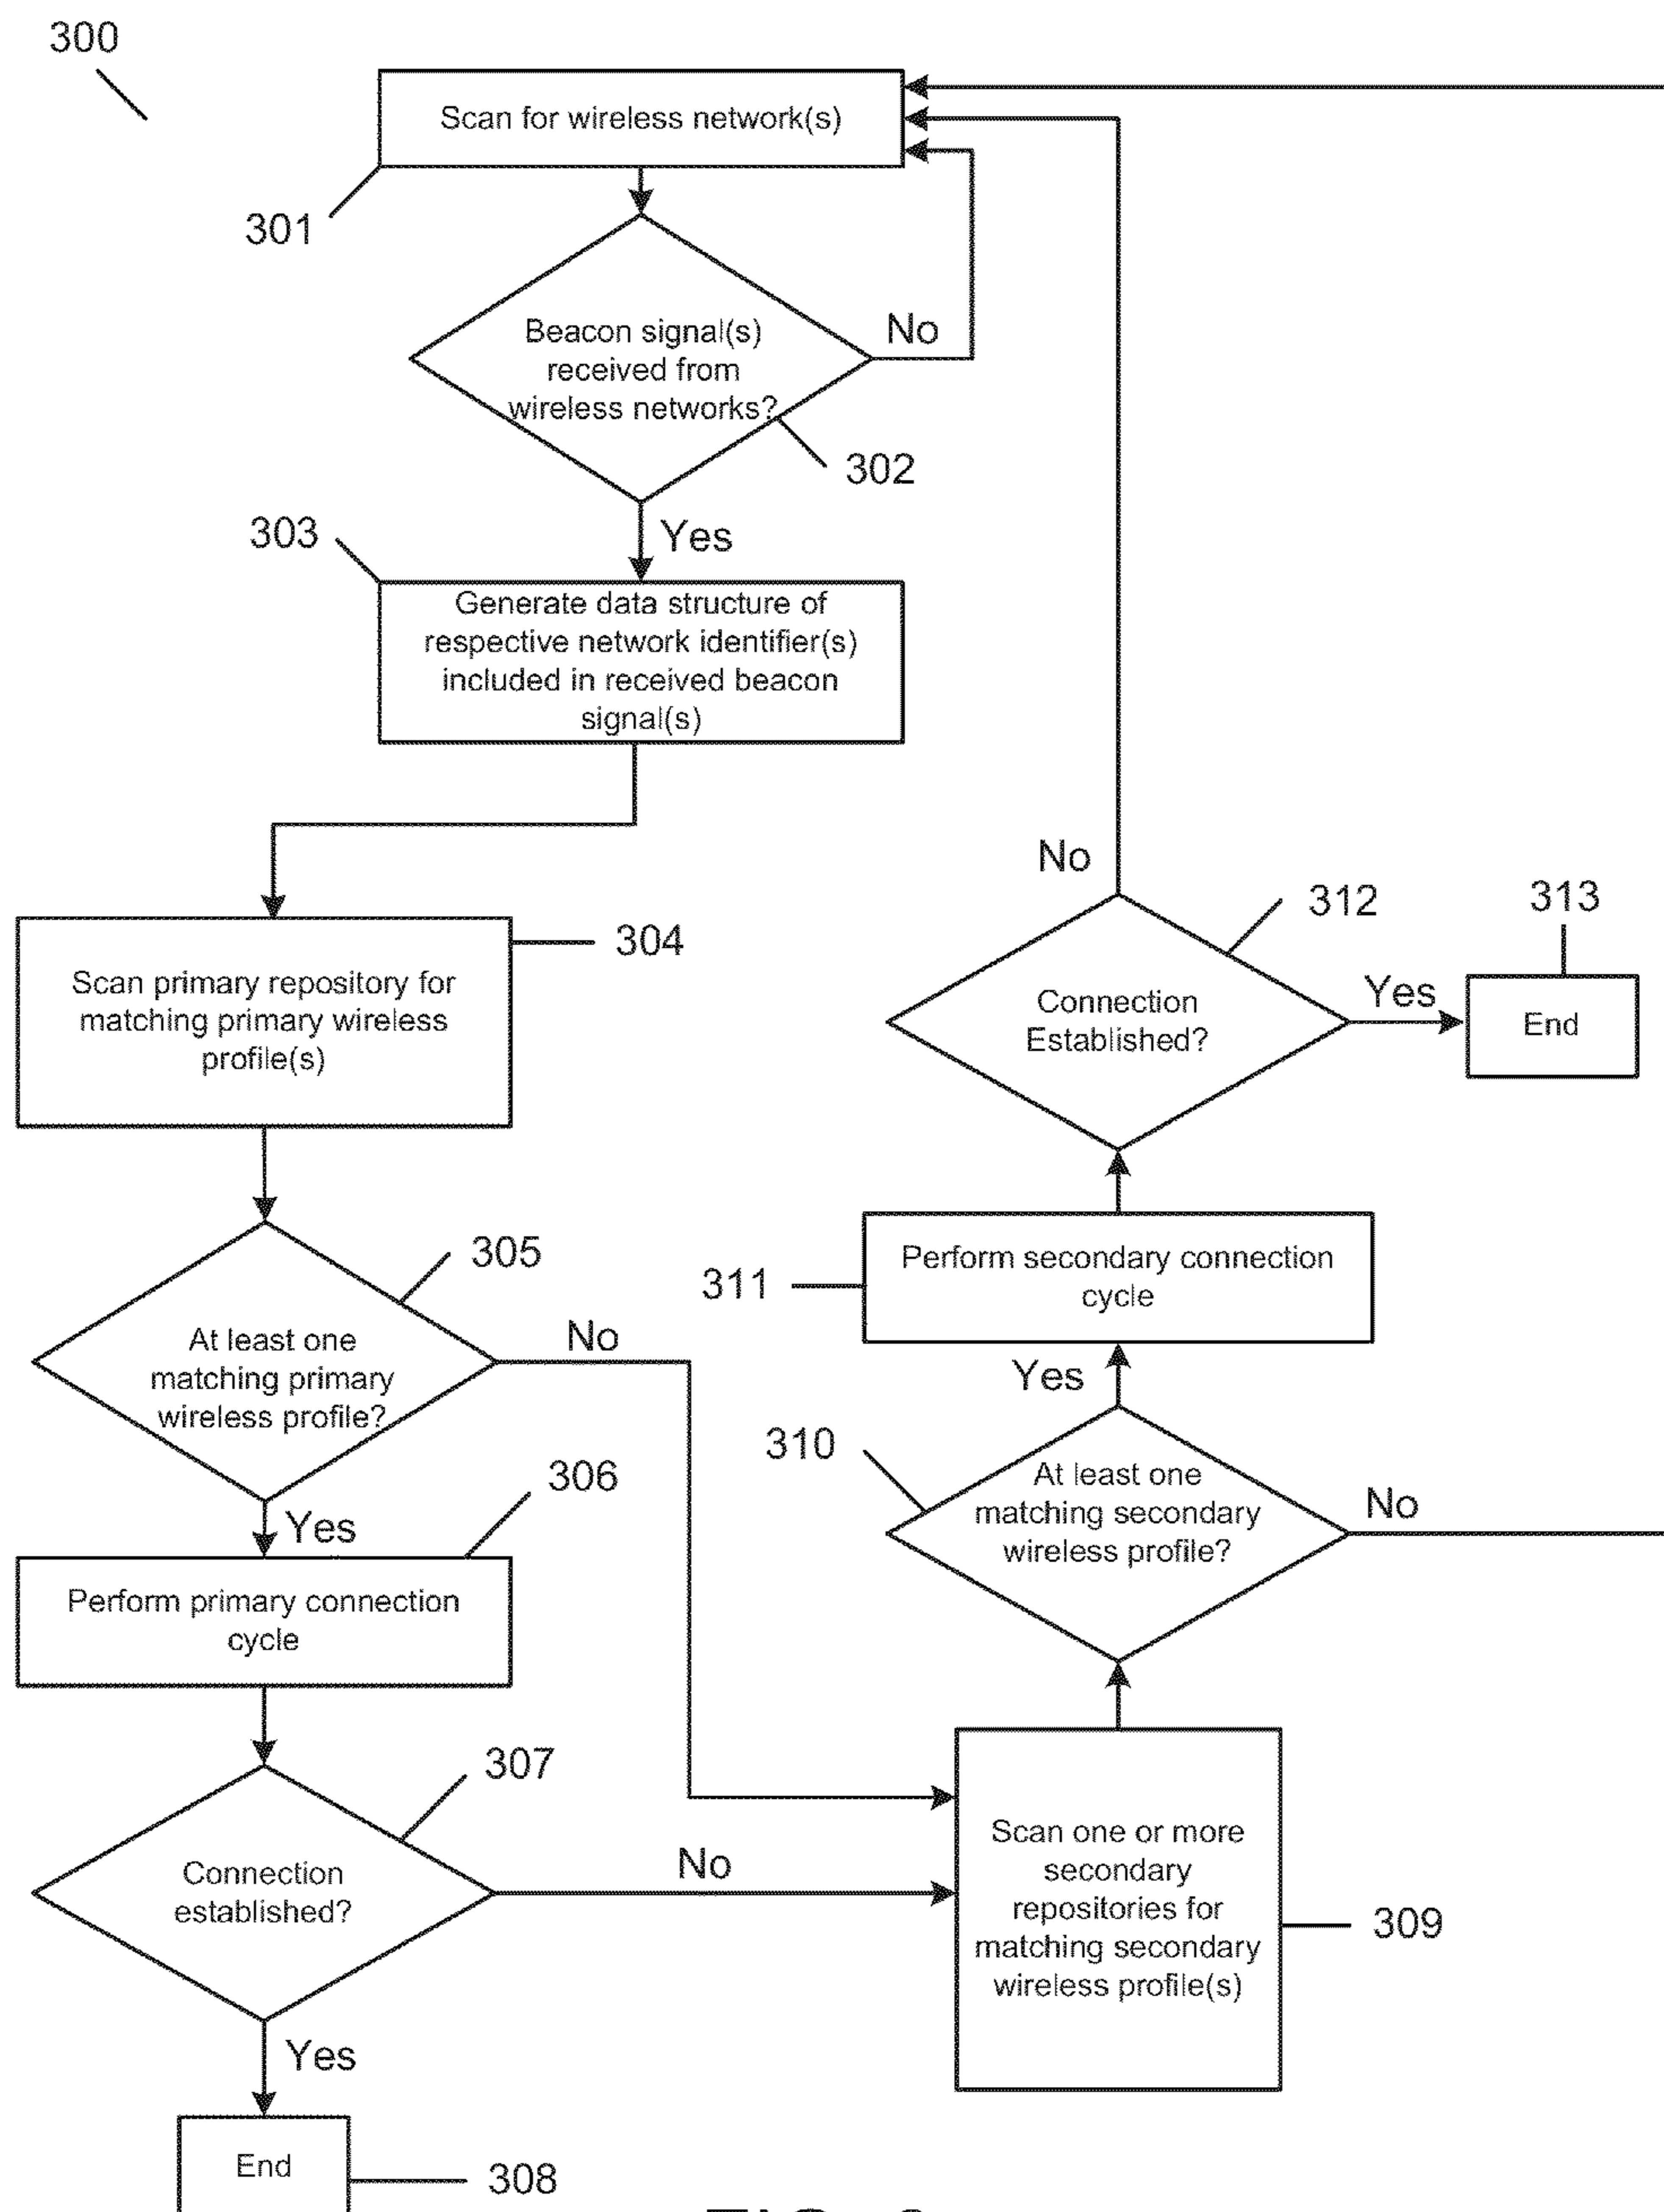 300
Scan for wireless network(s)
301
Beacon signal(s)
received from
wireless networks?
No
302
Yes
303
Generate data structure of
respective network identifier(s)
included in received beacon
signal(s)
304
Scan primary repository for
matching primary wireless
profile(s)
305
At least one
matching primary
wireless profile?
No
306
Yes
Perform primary connection
cycle
307
Connection
established?
No
Yes
End
308
No
312
313
Connection
Established?
Yes
End
311
Perform secondary connection
cycle
Yes
310
At least one
matching secondary
wireless profile?
No
Scan one or more
secondary
repositories for
matching secondary
wireless profile(s)
309